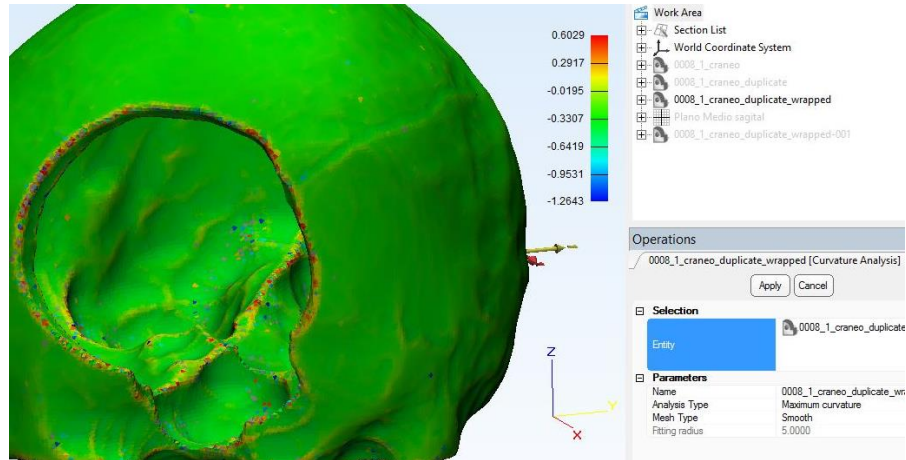 0.6029
0.2917
-0.0195
-0.3307
-0.6419
-0.9531
-1.2643
Z
Y
X
Work Area
Section List
World Coordinate System
0008_1_craneo
0008_1_craneo_duplicate
0008_1_craneo_duplicate_wrapped
Plano Medio sagital
0008_1_craneo_duplicate_wrapped-001
Operations
0008_1_craneo_duplicate_wrapped [Curvature Analysis]
Apply Cancel
Selection
Entity 0008_1_craneo_duplicate
Parameters
Name 0008_1_craneo_duplicate_wra
Analysis Type Maximum curvature
Mesh Type Smooth
Fitting radius 5.0000